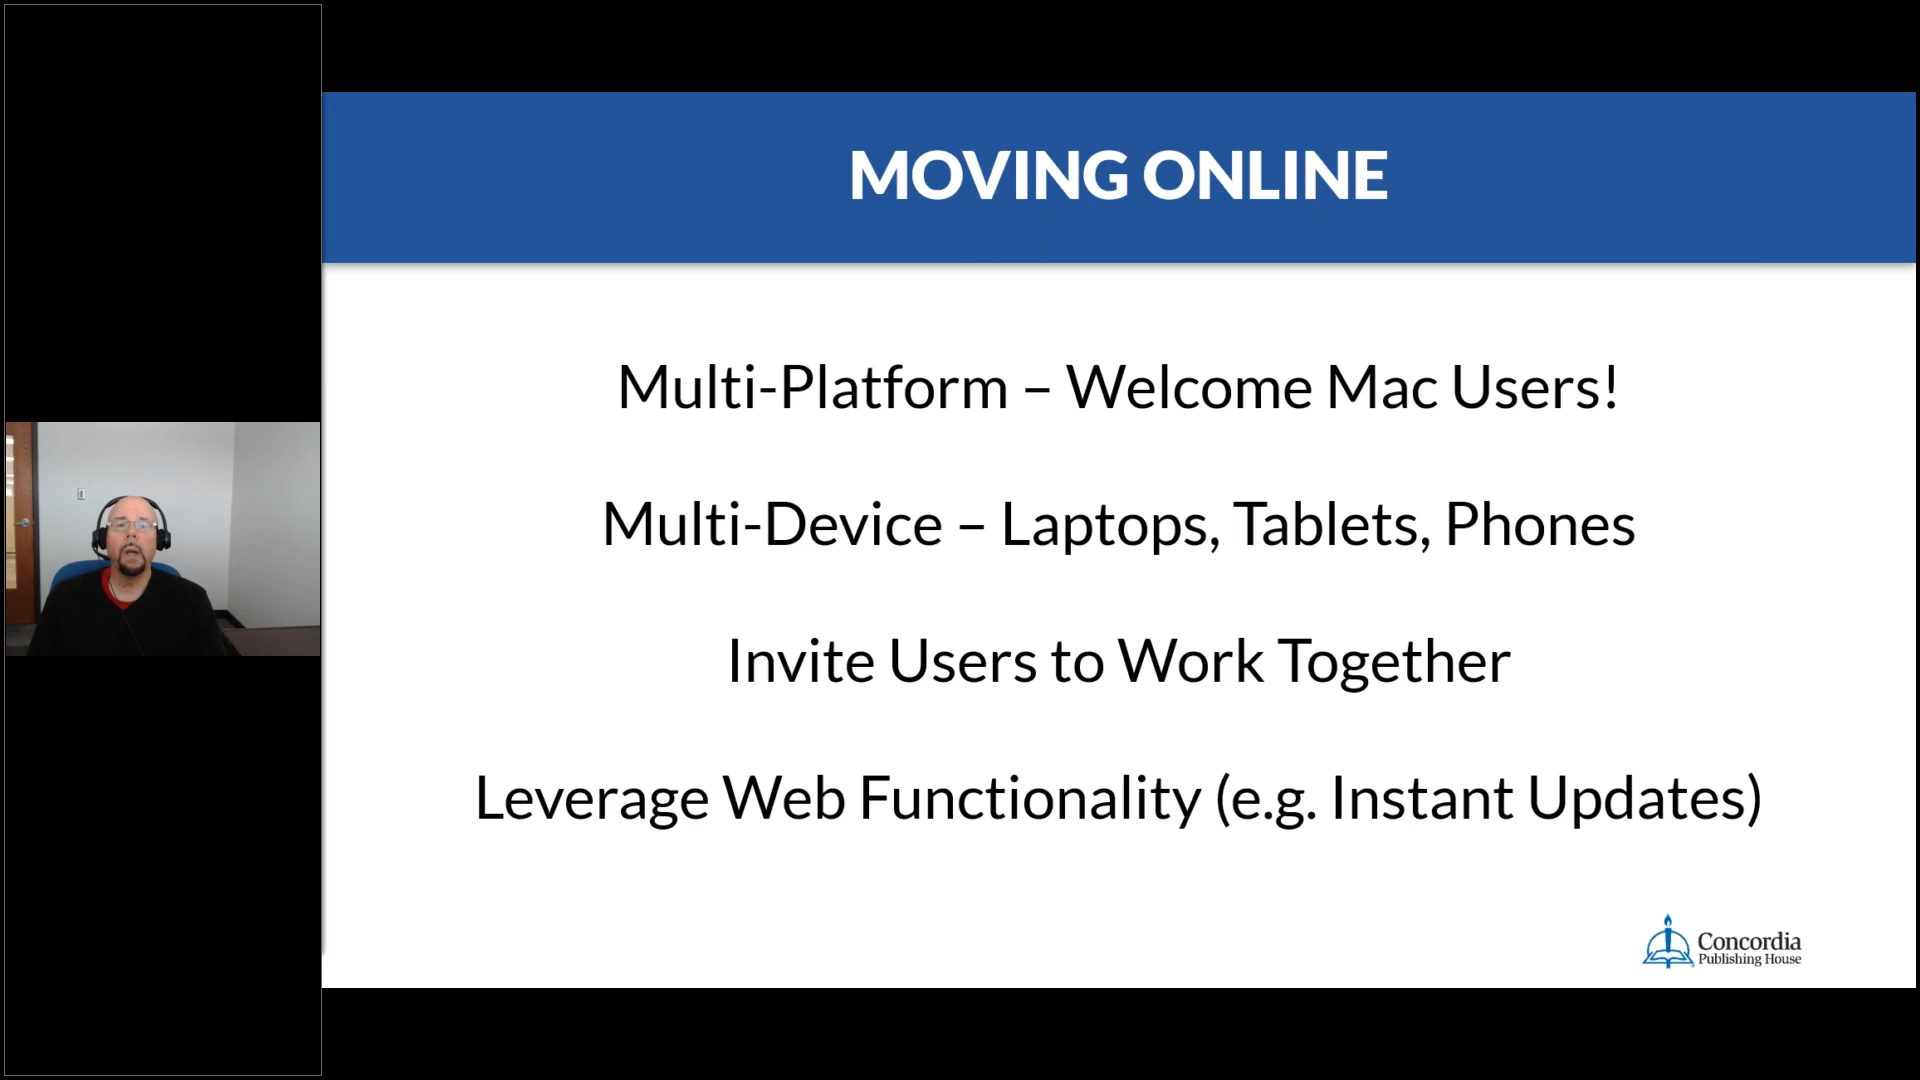 MOVING ONLINE
Multi-Platform – Welcome Mac Users!
Multi-Device – Laptops, Tablets, Phones
Invite Users to Work Together
Leverage Web Functionality (e.g. Instant Updates)
Concordia
Publishing House